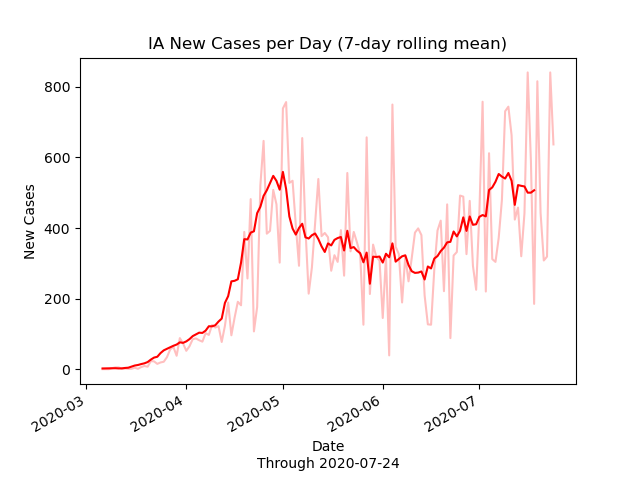 IA New Cases per Day (7-day rolling mean)
New Cases
800
600
400
200
0
2020-03
2020-04
2020-05
2020-06
2020-07
Date
Through 2020-07-24